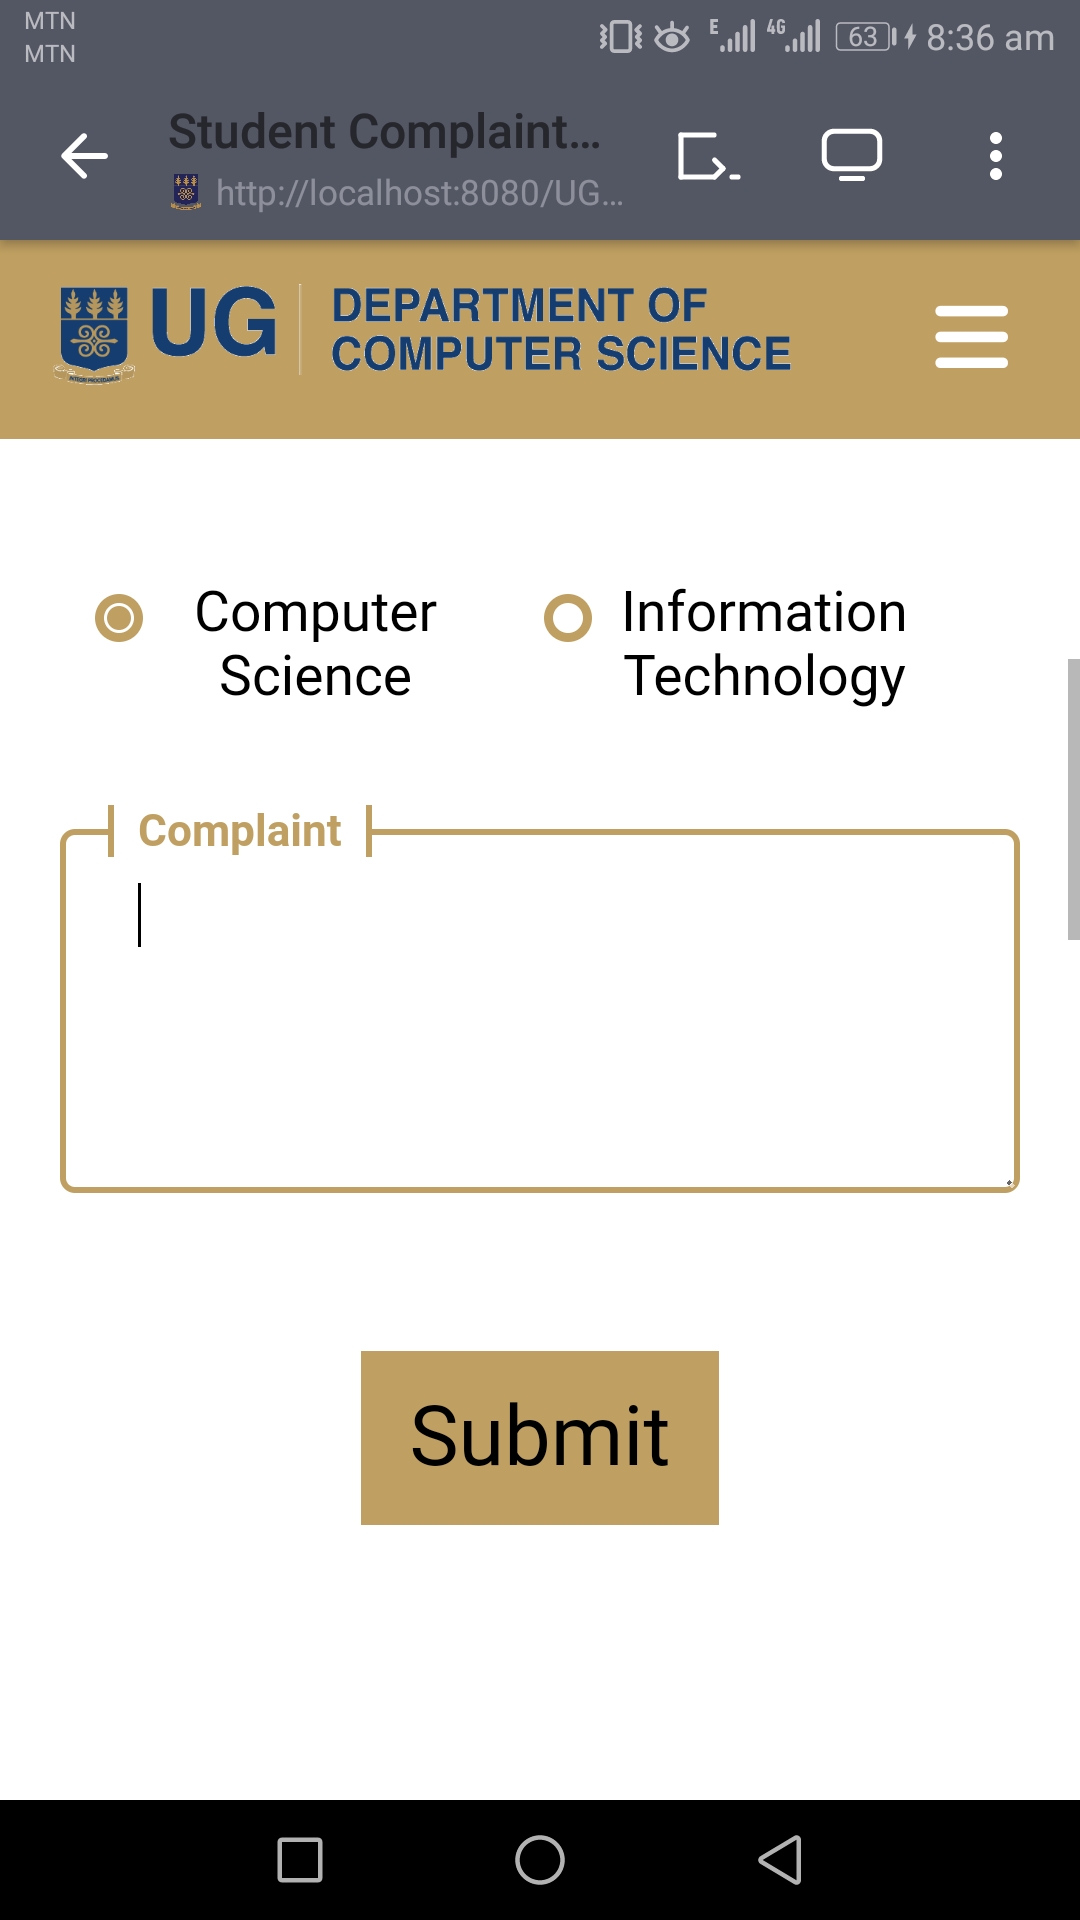 MTN
MTN
E 4G 63 8:36 am
Student Complaint...
http://localhost:8080/UG...
UG
DEPARTMENT OF
COMPUTER SCIENCE
Computer
Science
Information
Technology
Complaint
Submit